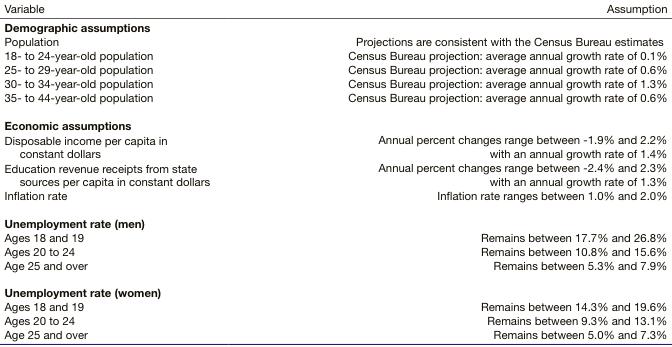 Variable Assumption
Demographic assumptions
Population Projections are consistent with the Census Bureau estimates
18- to 24-year-old population Census Bureau projection: average annual growth rate of 0.1%
25- to 29-year-old population Census Bureau projection: average annual growth rate of 0.6%
30- to 34-year-old population Census Bureau projection: average annual growth rate of 1.3%
35- to 44-year-old population Census Bureau projection: average annual growth rate of 0.6%
Economic assumptions
Disposable income per capita in Annual percent changes range between -1.9% and 2.2%
constant dollars with an annual growth rate of 1.4%
Education revenue receipts from state Annual percent changes range between -2.4% and 2.3%
sources per capita in constant dollars with an annual growth rate of 1.3%
Inflation rate Inflation rate ranges between 1.0% and 2.0%
Unemployment rate (men)
Ages 18 and 19 Remains between 17.7% and 26.8%
Ages 20 to 24 Remains between 10.8% and 15.6%
Age 25 and over Remains between 5.3% and 7.9%
Unemployment rate (women)
Ages 18 and 19 Remains between 14.3% and 19.6%
Ages 20 to 24 Remains between 9.3% and 13.1%
Age 25 and over Remains between 5.0% and 7.3%